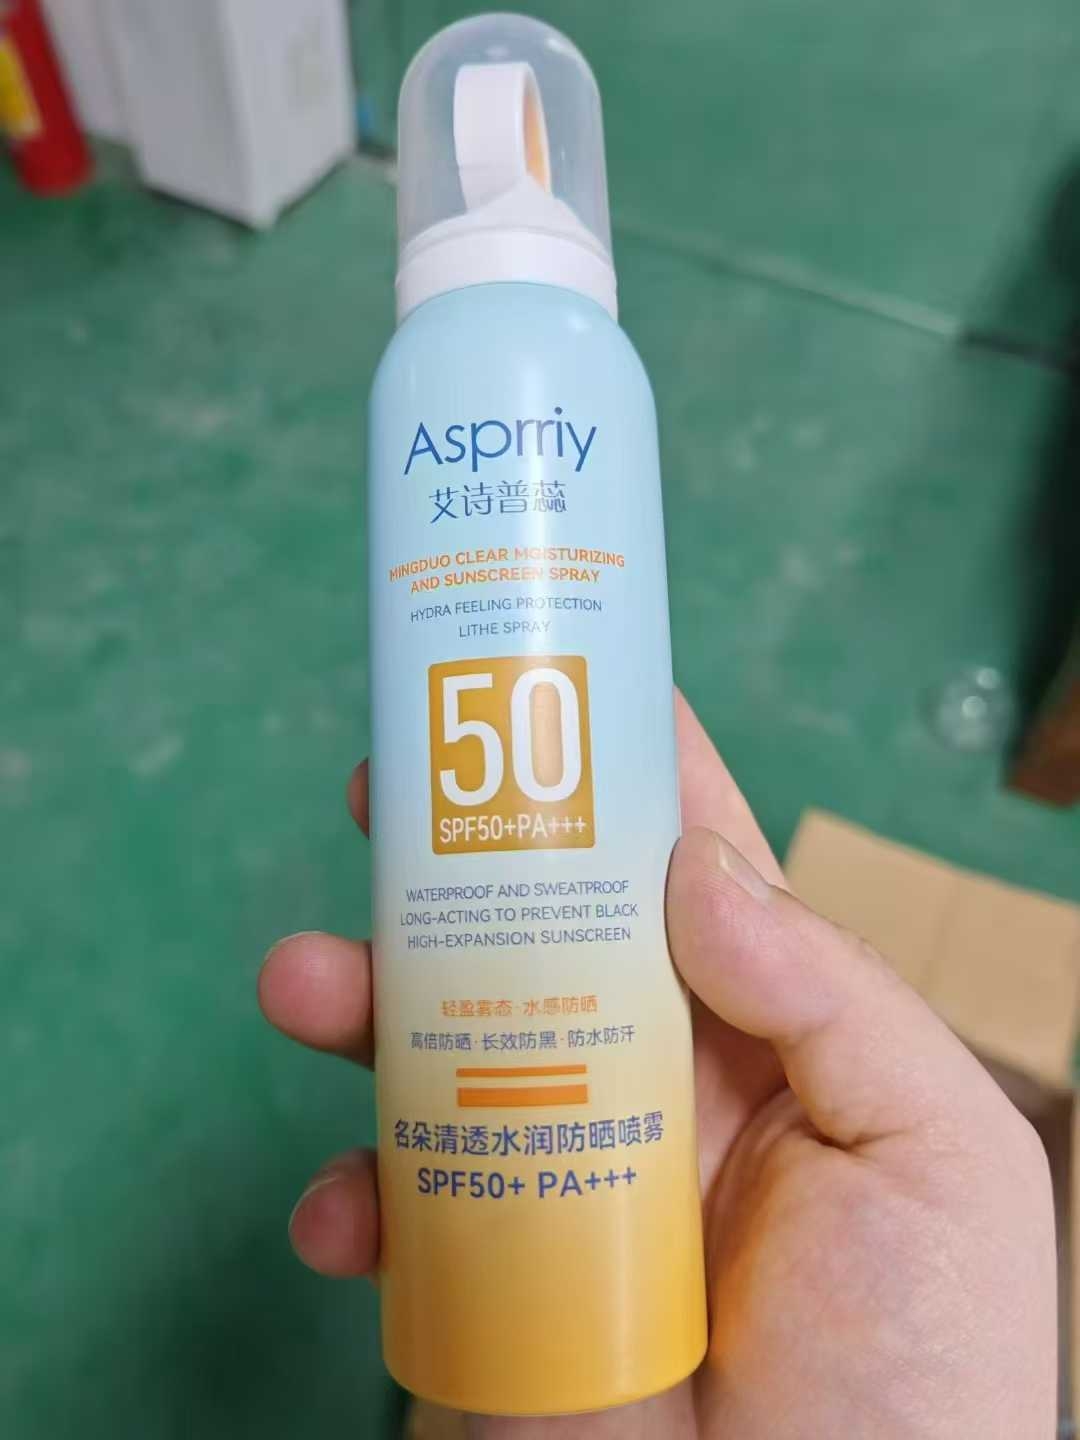 Asprriy
艾诗普蕊
MINGDUO CLEAR MOISTURIZING
AND SUNSCREEN SPRAY
HYDRA FEELING PROTECTION
LITHE SPRAY
50
SPF50+PA+++
WATERPROOF AND SWEATPROOF
LONG-ACTING TO PREVENT BLACK
HIGH-EXPANSION SUNSCREEN
轻盈雾态·水感防晒
高倍防晒·长效防黑·防水防汗
名朵清透水润防晒喷雾
SPF50+ PA+++